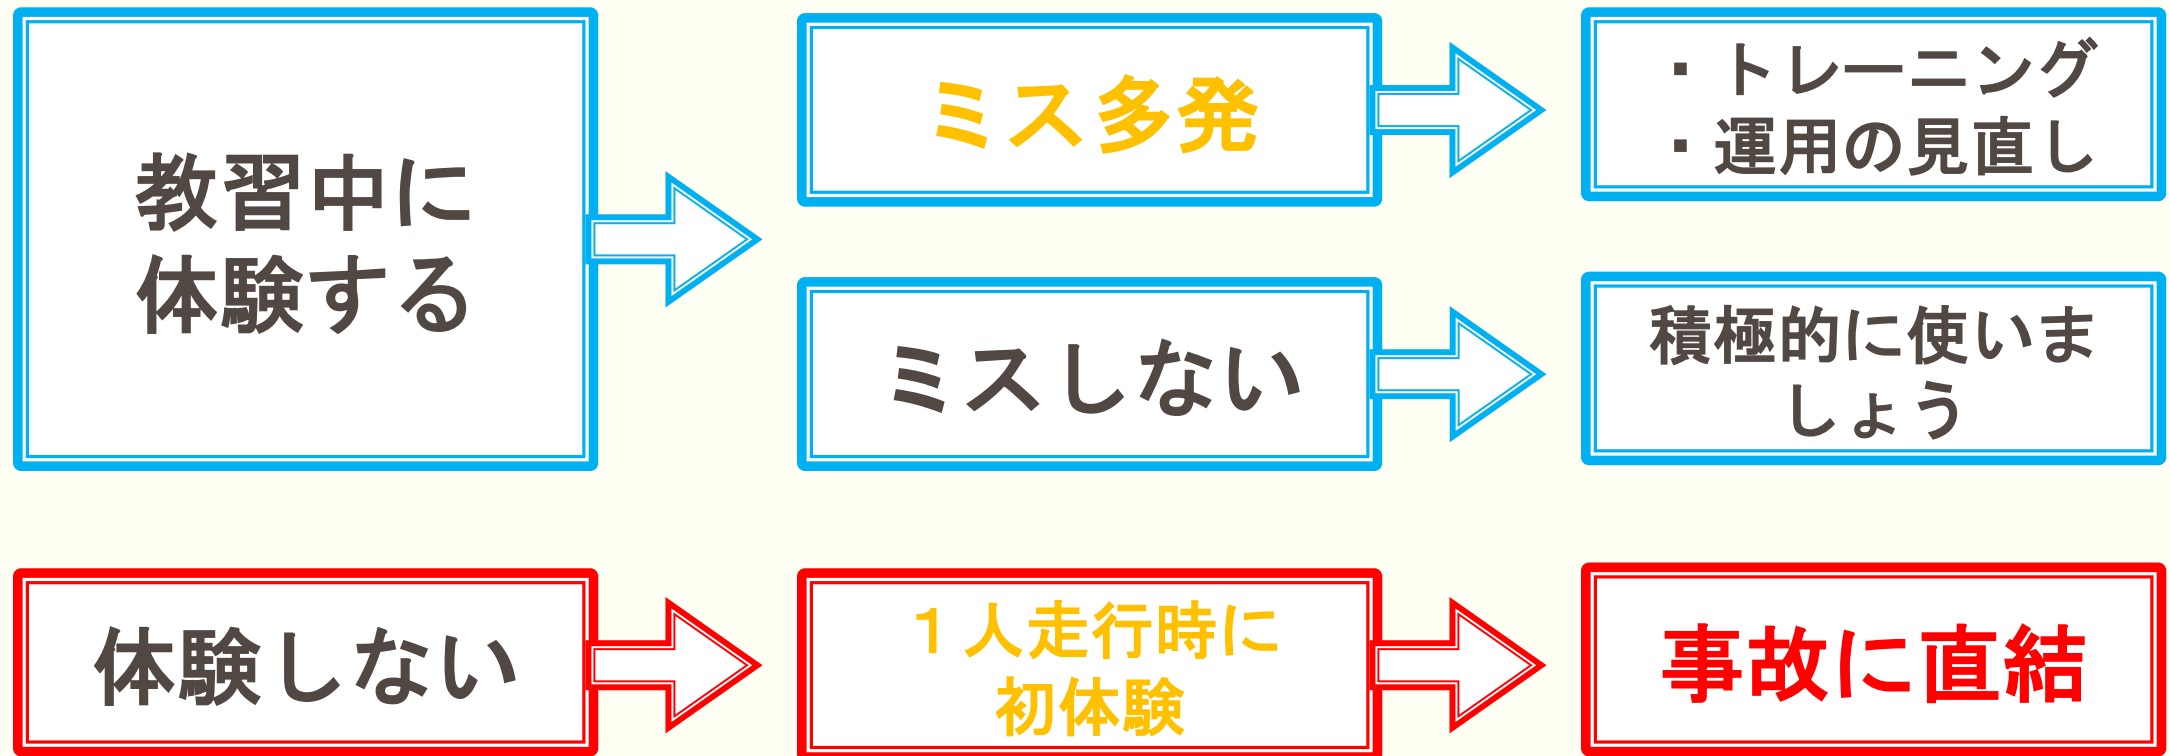 教習中に
体験する
ミス多発
・トレーニング
・運用の見直し
ミスしない
積極的に使いま
しょう
体験しない
１人走行時に
初体験
事故に直結